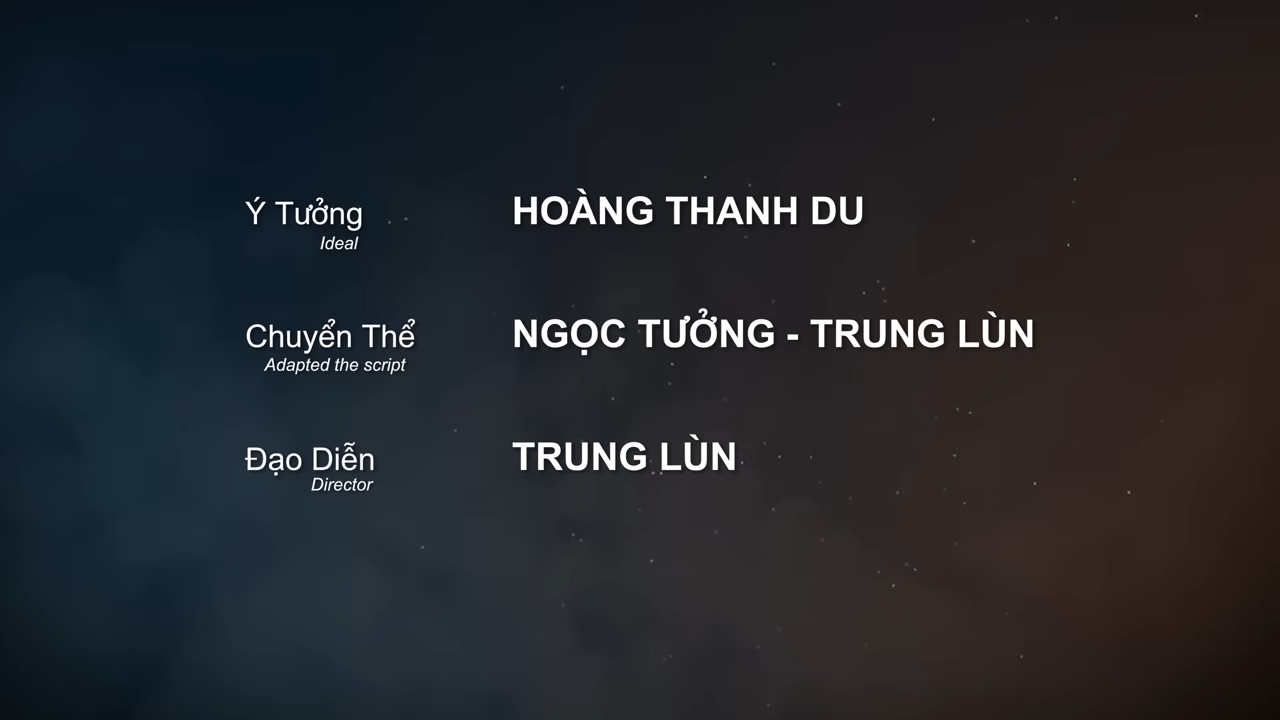 Ý Tưởng HOÀNG THANH DU
Ideal
Chuyển Thể NGỌC TƯỞNG - TRUNG LÙN
Adapted the script
Đạo Diễn TRUNG LÙN
Director